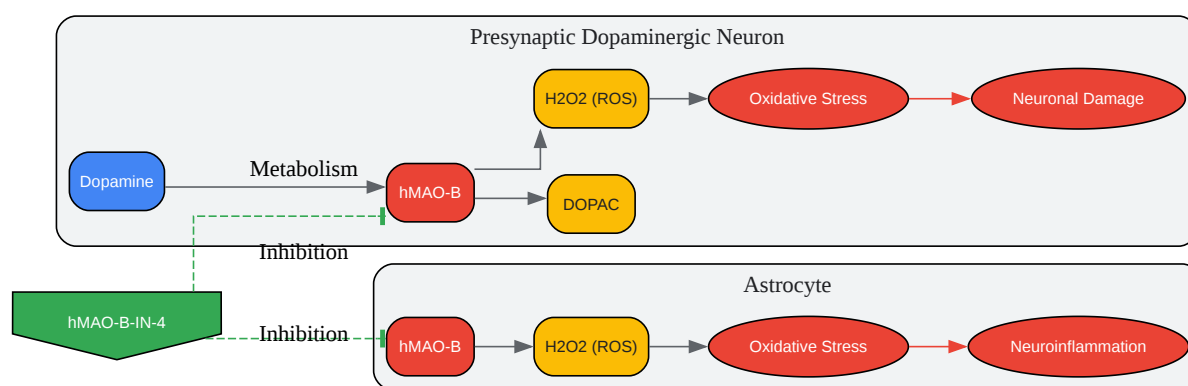 Presynaptic Dopaminergic Neuron
H2O2 (ROS)
Oxidative Stress
Neuronal Damage
Dopamine
Metabolism
hMAO-B
DOPAC
Inhibition
Astrocyte
hMAO-B-IN-4
Inhibition
hMAO-B
H2O2 (ROS)
Oxidative Stress
Neuroinflammation